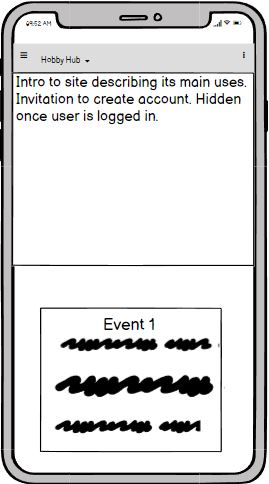 09:52 AM
Hobby Hub
Intro to site describing its main uses.
Invitation to create account. Hidden
once user is logged in.
Event 1